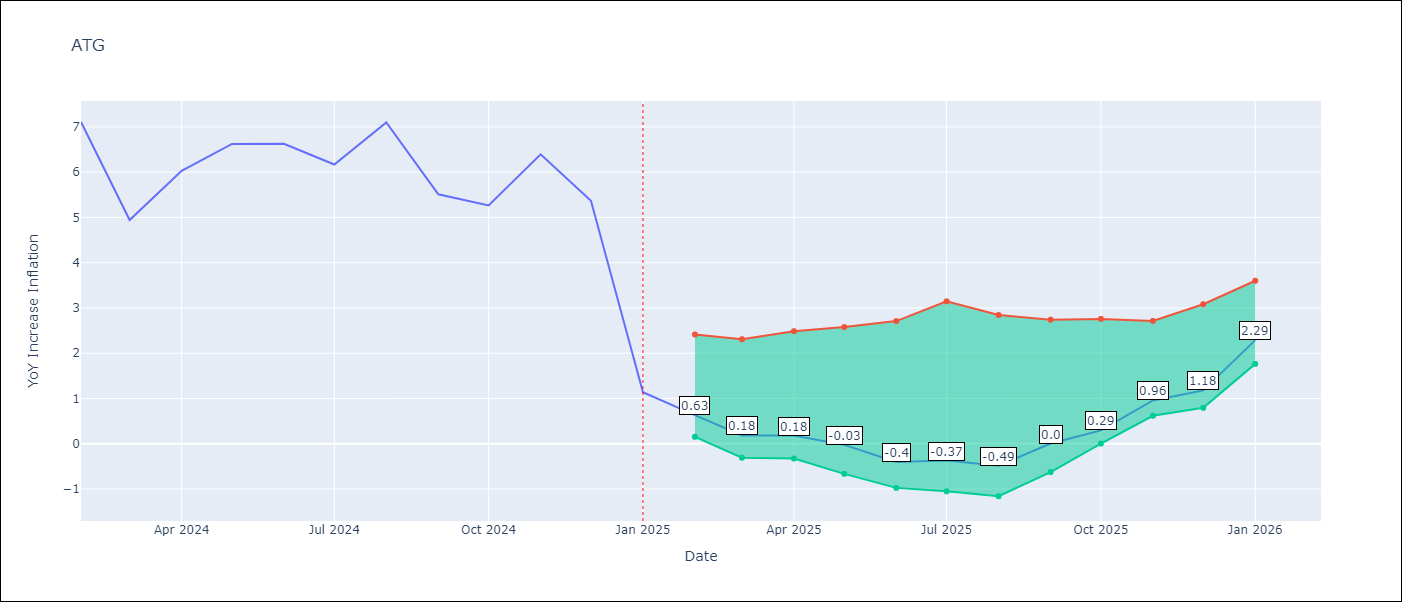 ATG
YoY Increase Inflation
7
6
5
4
3
2
1
0
−1
0.63
0.18
0.18
-0.03
-0.4
-0.37
-0.49
0.0
0.29
0.96
1.18
2.29
Apr 2024
Jul 2024
Oct 2024
Jan 2025
Apr 2025
Jul 2025
Oct 2025
Jan 2026
Date